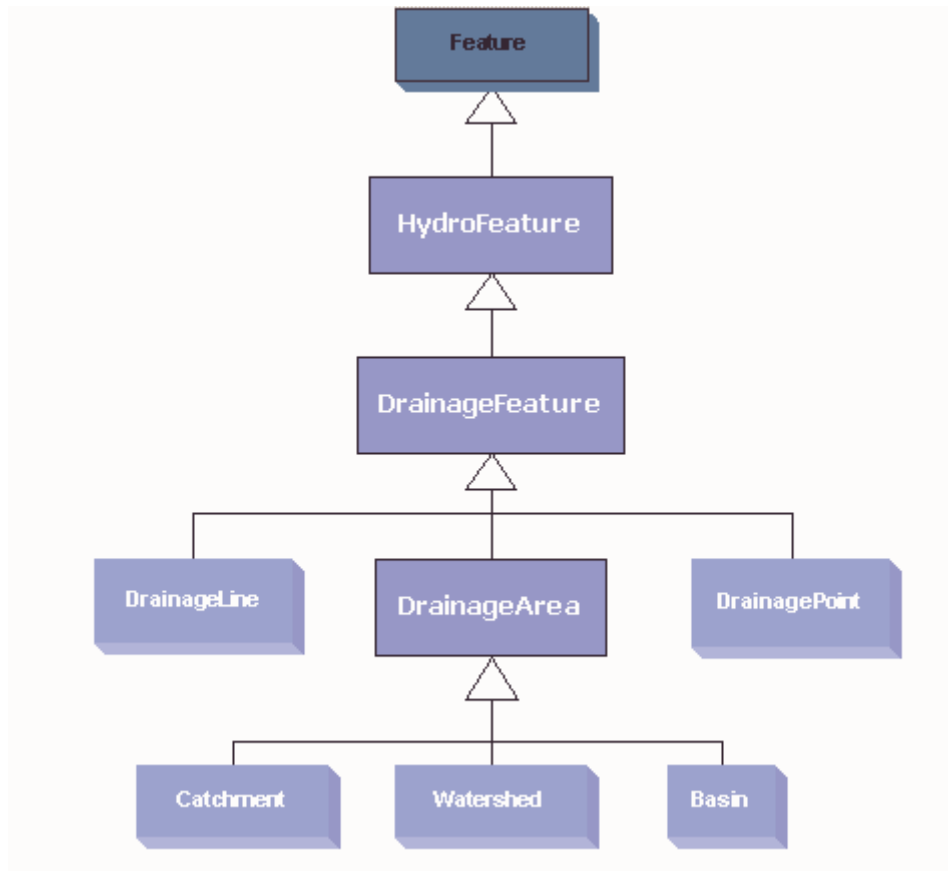 Feature
HydroFeature
DrainageFeature
DrainageLine
DrainageArea
DrainagePoint
Catchment
Watershed
Basin